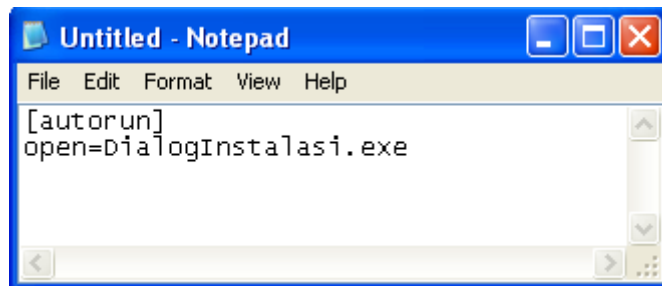 Untitled - Notepad
File Edit Format View Help
[autorun]
open=DialogInstalasi.exe